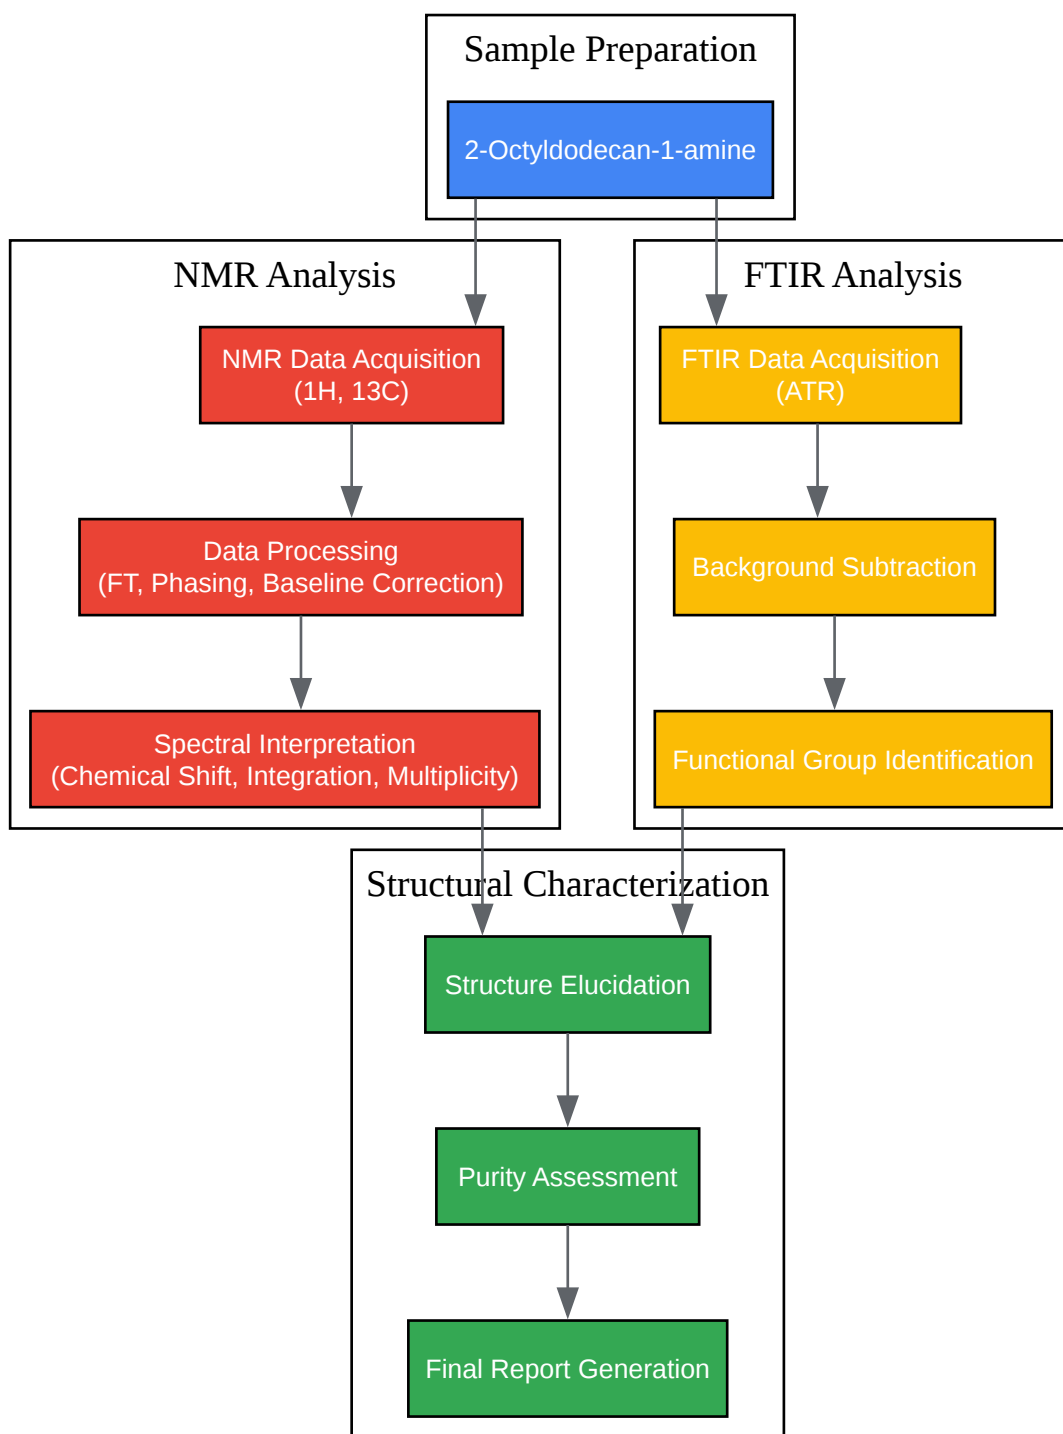 Sample Preparation
2-Octyldodecan-1-amine
NMR Analysis
NMR Data Acquisition
(1H, 13C)
Data Processing
(FT, Phasing, Baseline Correction)
Spectral Interpretation
(Chemical Shift, Integration, Multiplicity)
FTIR Analysis
FTIR Data Acquisition
(ATR)
Background Subtraction
Functional Group Identification
Structural Characterization
Structure Elucidation
Purity Assessment
Final Report Generation